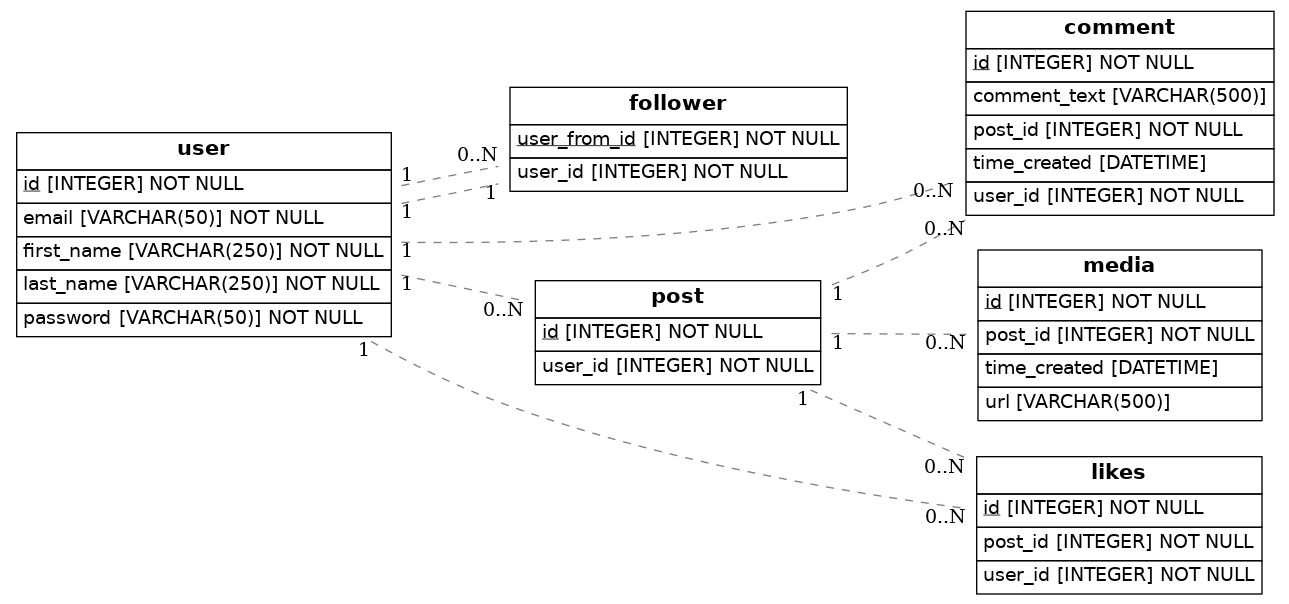 user
id [INTEGER] NOT NULL
email [VARCHAR(50)] NOT NULL
first_name [VARCHAR(250)] NOT NULL
last_name [VARCHAR(250)] NOT NULL
password [VARCHAR(50)] NOT NULL
1
1
1
1
1
0..N
1
0..N
follower
user_from_id [INTEGER] NOT NULL
user_id [INTEGER] NOT NULL
post
id [INTEGER] NOT NULL
user_id [INTEGER] NOT NULL
1
1
1
0..N
0..N
0..N
0..N
0..N
comment
id [INTEGER] NOT NULL
comment_text [VARCHAR(500)]
post_id [INTEGER] NOT NULL
time_created [DATETIME]
user_id [INTEGER] NOT NULL
media
id [INTEGER] NOT NULL
post_id [INTEGER] NOT NULL
time_created [DATETIME]
url [VARCHAR(500)]
likes
id [INTEGER] NOT NULL
post_id [INTEGER] NOT NULL
user_id [INTEGER] NOT NULL